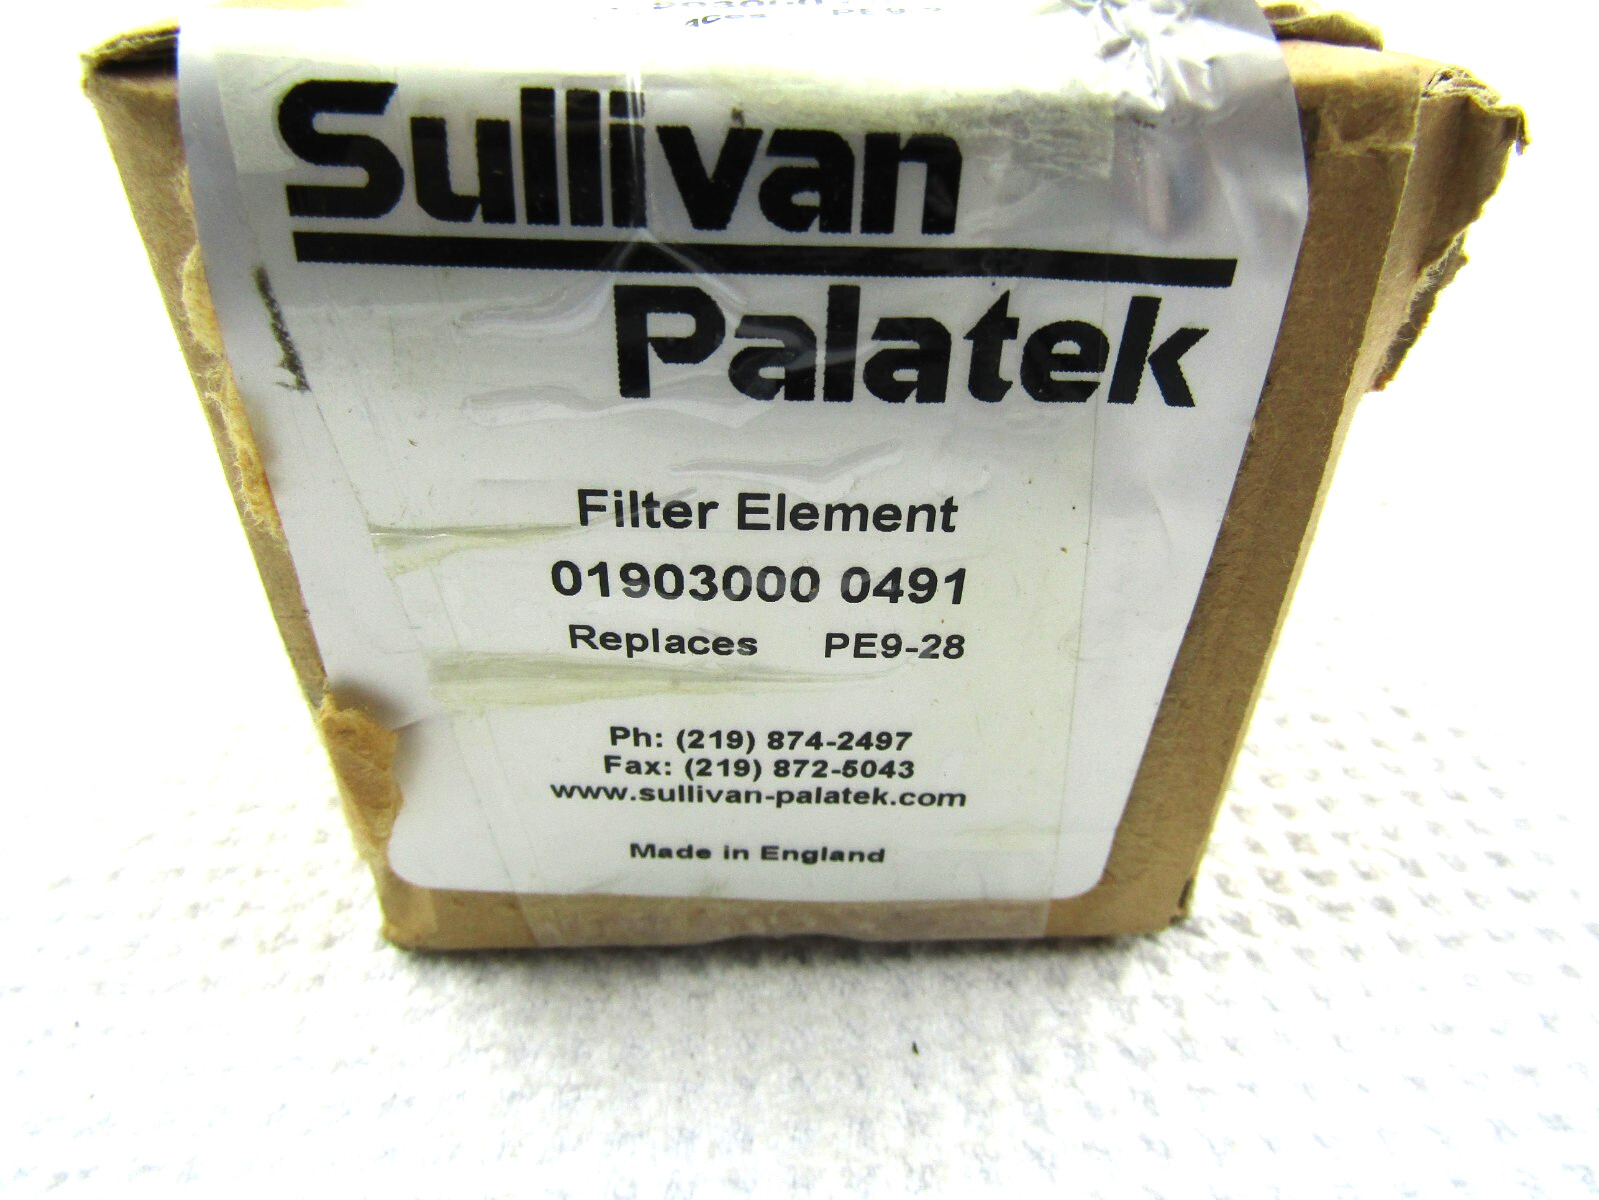 Sullivan
Palatek
Filter Element
01903000 0491
Replaces PE9-28
Ph: (219) 874-2497
Fax: (219) 872-5043
www.sullivan-palatek.com
Made in England